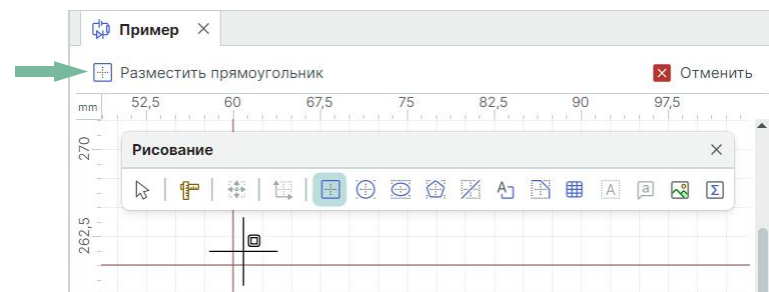 Пример
Разместить прямоугольник
Отменить
mm 52,5 60 67,5 75 82,5 90 97,5
270
Рисование
A A a Σ
262,5